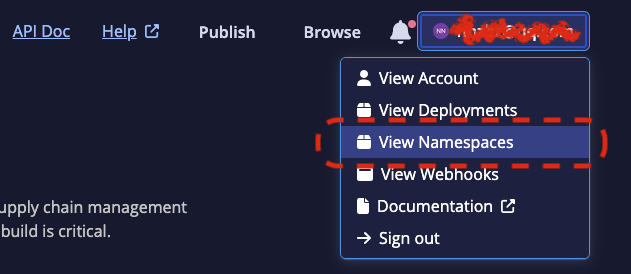 API Doc Help Publish Browse NN
View Account
View Deployments
View Namespaces
View Webhooks
Documentation
Sign out
upply chain management
build is critical.